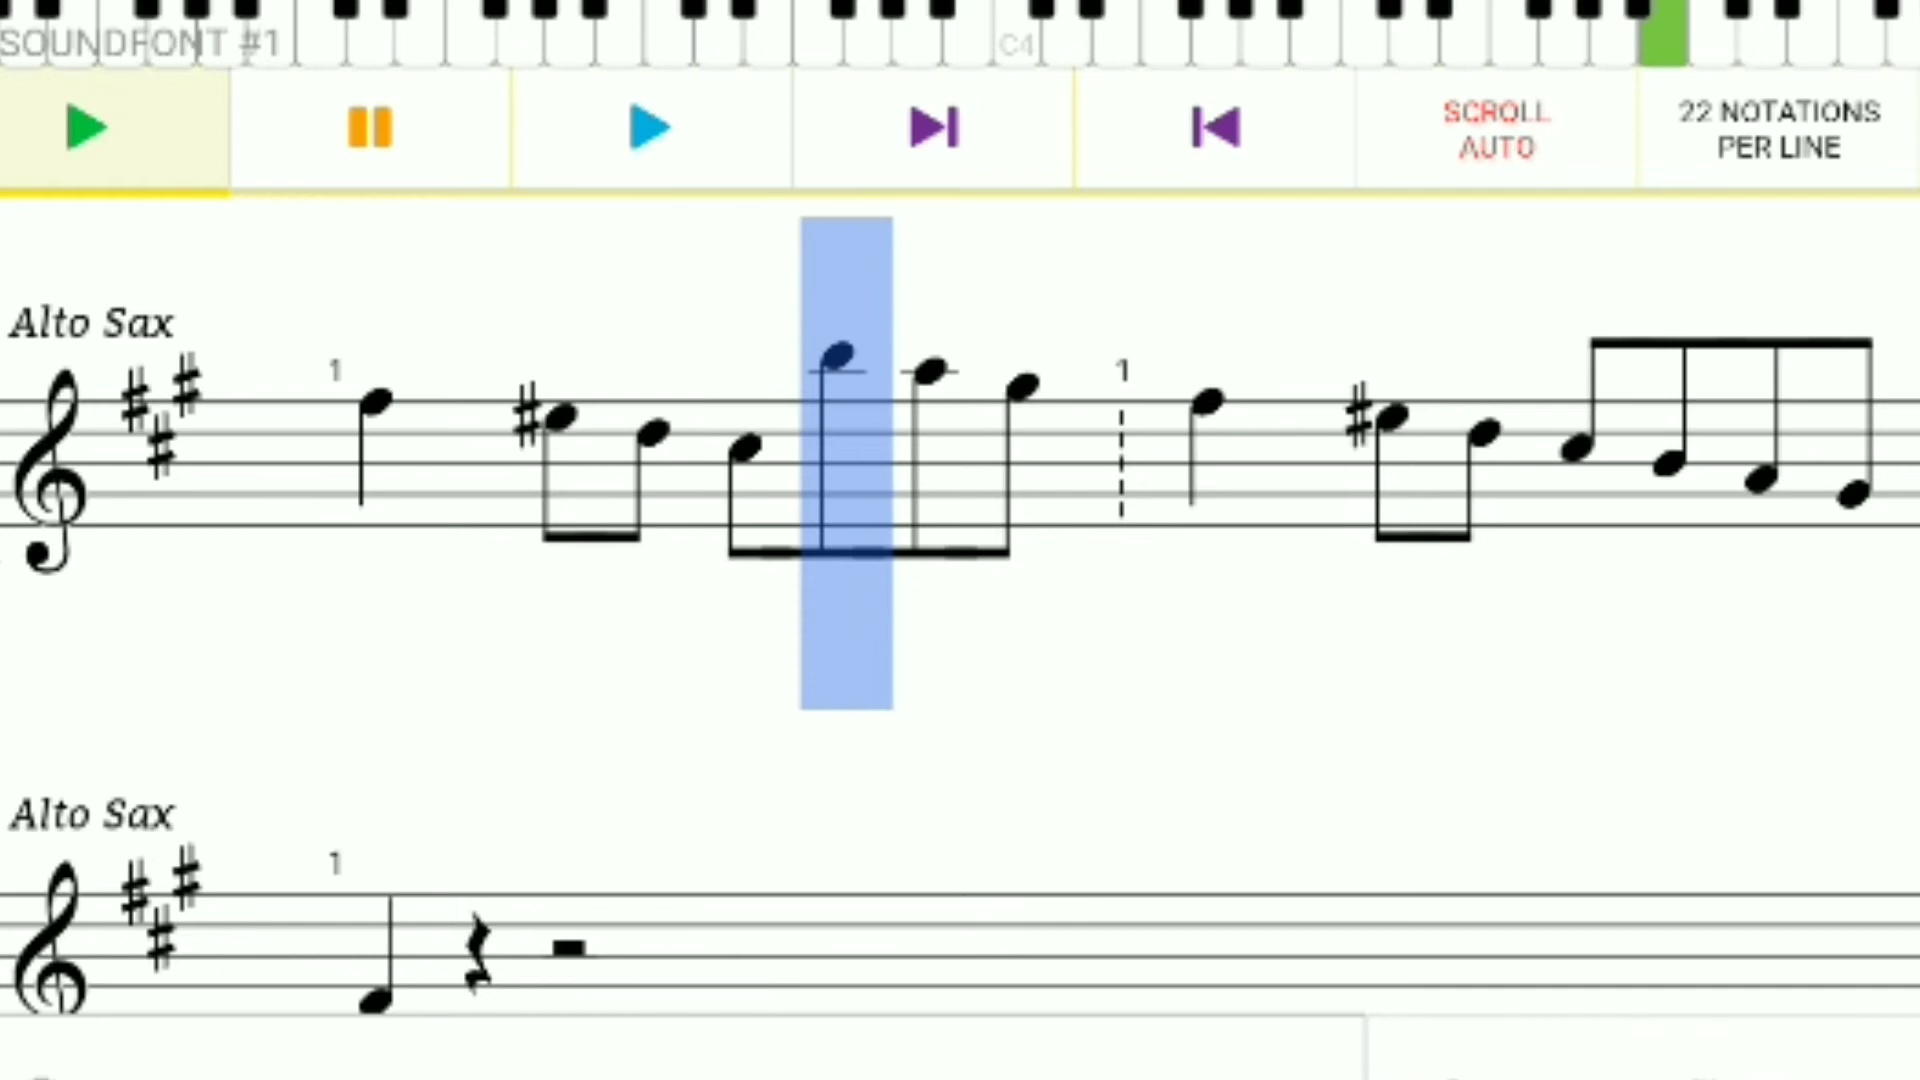 SOUNDFONT #1
C4
SCROLL
AUTO
22 NOTATIONS
PER LINE
Alto Sax
1
1
Alto Sax
1